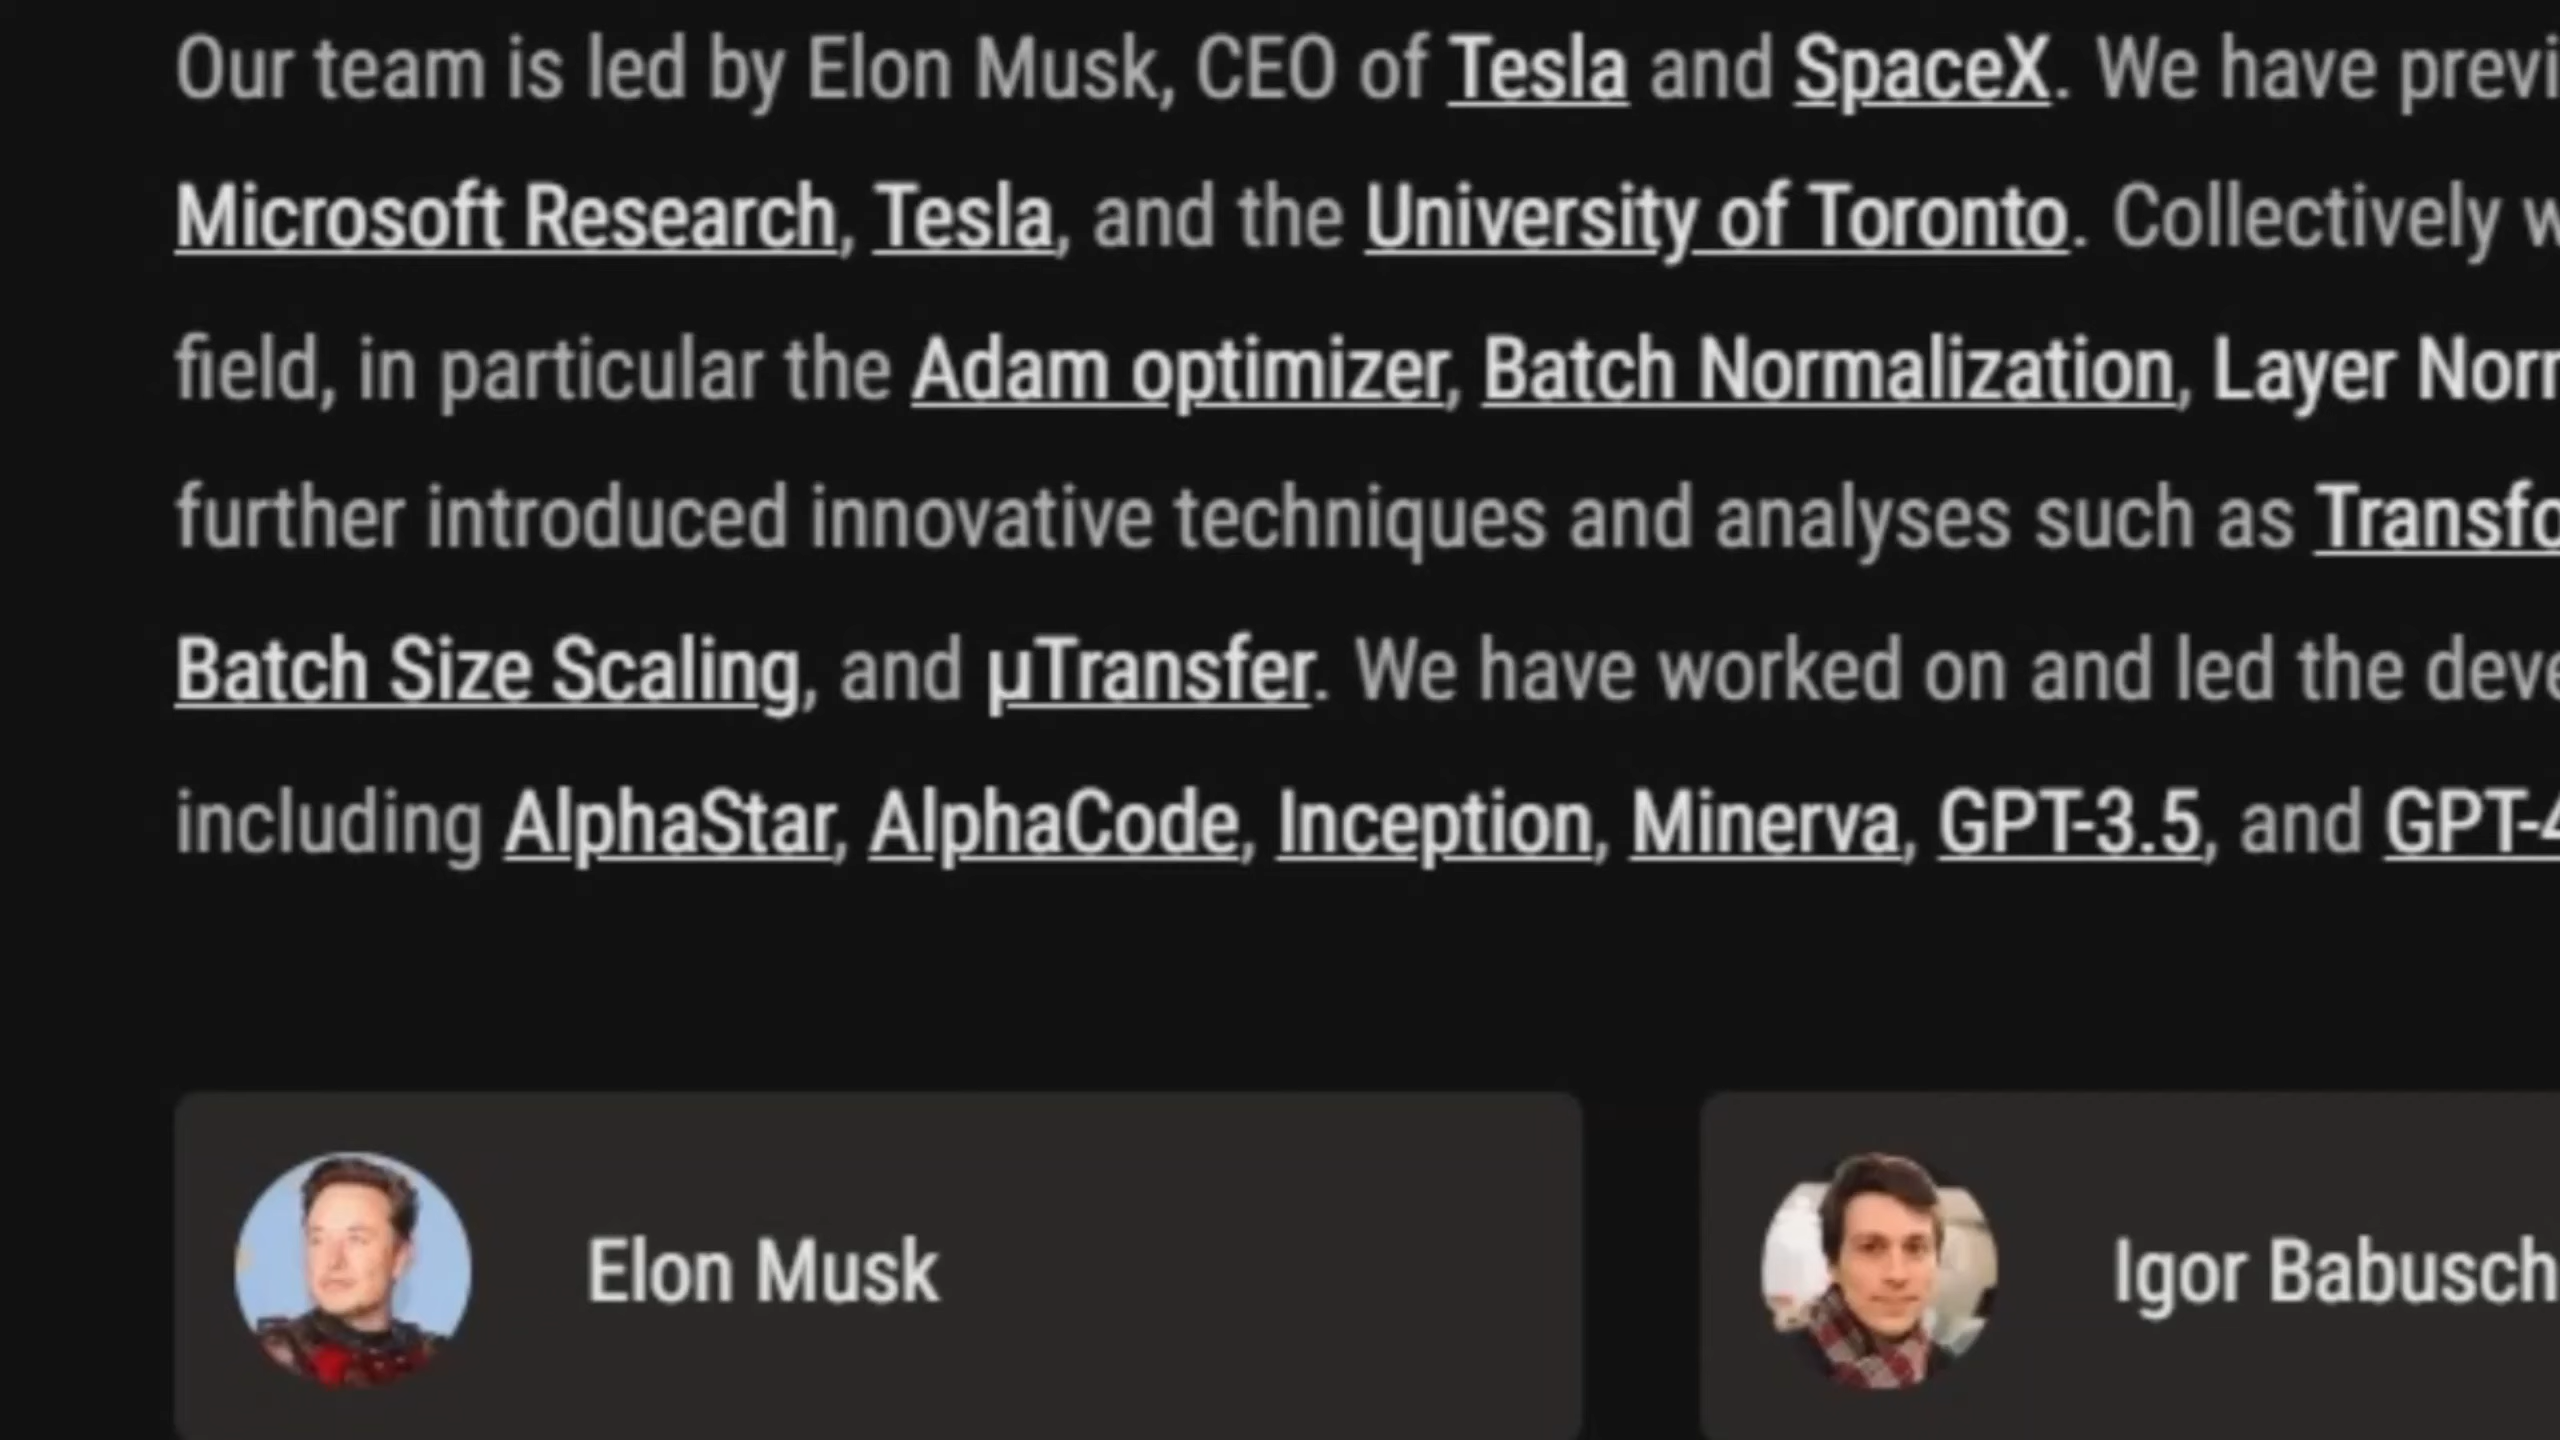 Our team is led by Elon Musk, CEO of Tesla and SpaceX. We have previ
Microsoft Research, Tesla, and the University of Toronto. Collectively w
field, in particular the Adam optimizer, Batch Normalization, Layer Norm
further introduced innovative techniques and analyses such as Transfo
Batch Size Scaling, and μTransfer. We have worked on and led the deve
including AlphaStar, AlphaCode, Inception, Minerva, GPT-3.5, and GPT-4
Elon Musk
Igor Babusch